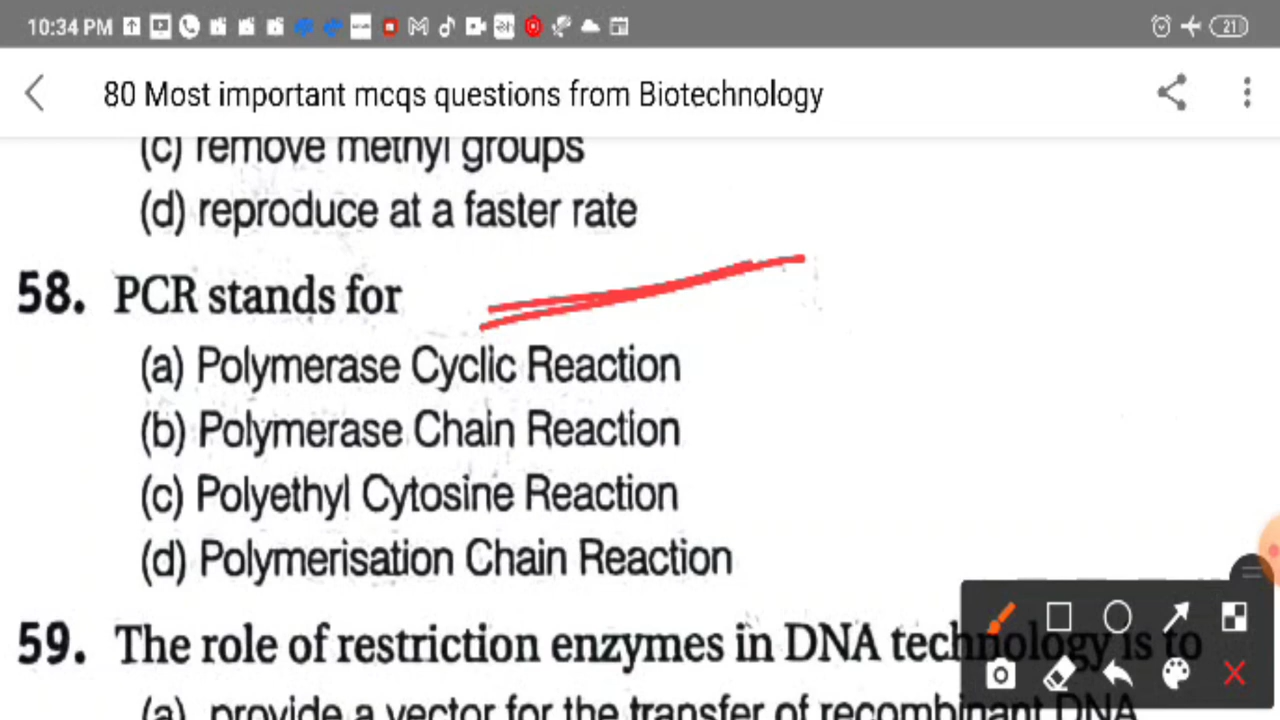 10:34 PM 21
80 Most important mcqs questions from Biotechnology
(c) remove methyl groups
(d) reproduce at a faster rate
58. PCR stands for
(a) Polymerase Cyclic Reaction
(b) Polymerase Chain Reaction
(c) Polyethyl Cytosine Reaction
(d) Polymerisation Chain Reaction
59. The role of restriction enzymes in DNA technology is to
(a) provide a vector for the transfer of recombinant DNA